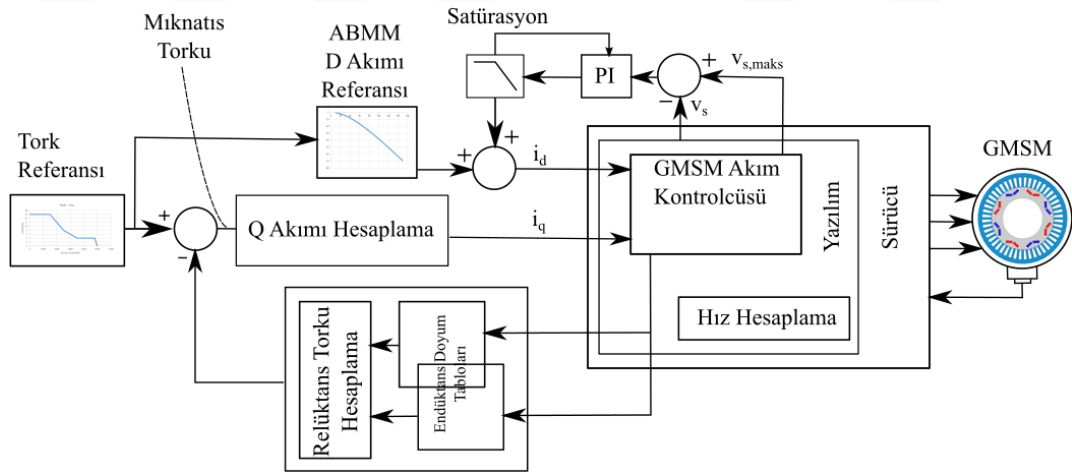 Mıknatıs
Torku
ABMM
D Akımı
Referansı
Satürasyon
PI
+
v_s,maks
−
v_s
Tork
Referansı
+
+
+
−
i_d
i_q
Q Akımı Hesaplama
GMSM Akım
Kontrolcüsü
Yazılım
Sürücü
GMSM
Hız Hesaplama
Relüktans Torku
Hesaplama
Endüktans Doyum
Tabloları